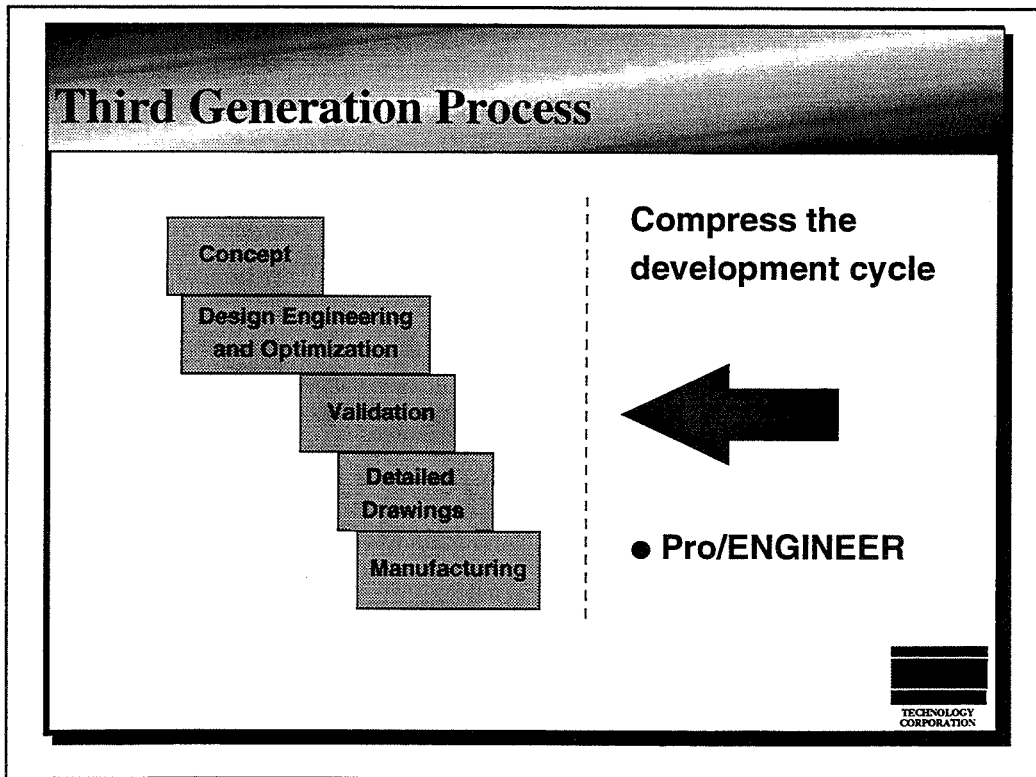 Third Generation Process
Concept
Design Engineering
and Optimization
Validation
Detailed
Drawings
Manufacturing
Compress the
development cycle
● Pro/ENGINEER
TECHNOLOGY
CORPORATION